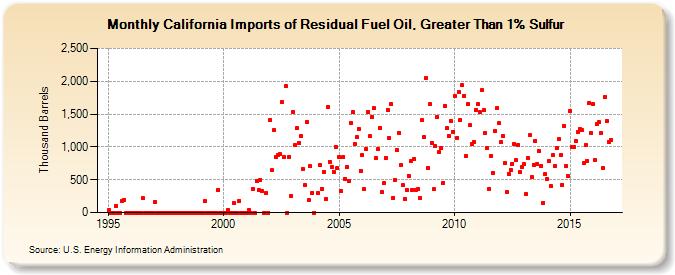 Monthly California Imports of Residual Fuel Oil, Greater Than 1% Sulfur
Thousand Barrels
2,500
2,000
1,500
1,000
500
0
1995 2000 2005 2010 2015
Source: U.S. Energy Information Administration